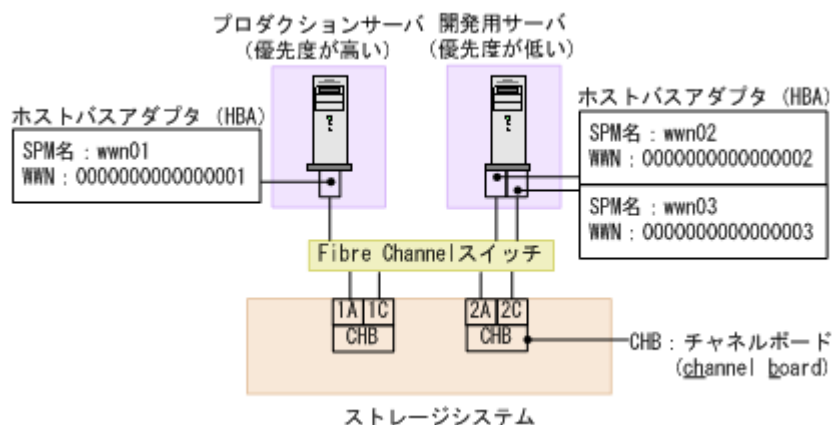 プロダクションサーバ
(優先度が高い)
開発用サーバ
(優先度が低い)
ホストバスアダプタ (HBA)
SPM名：wwn01
WWN：0000000000000001
ホストバスアダプタ (HBA)
SPM名：wwn02
WWN：0000000000000002
SPM名：wwn03
WWN：0000000000000003
Fibre Channelスイッチ
1A 1C
CHB
2A 2C
CHB
CHB：チャネルボード
(channel board)
ストレージシステム